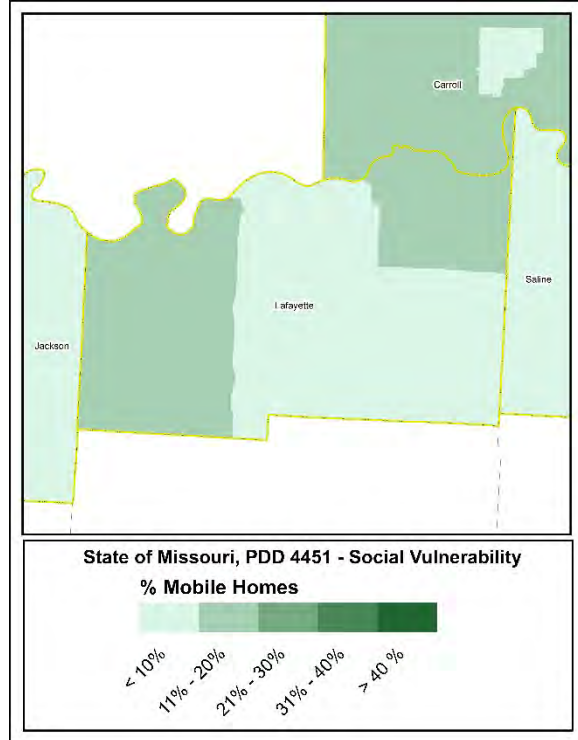 Carroll
Saline
Lafayette
Jackson
State of Missouri, PDD 4451 - Social Vulnerability
% Mobile Homes
< 10%
11% - 20%
21% - 30%
31% - 40%
> 40 %